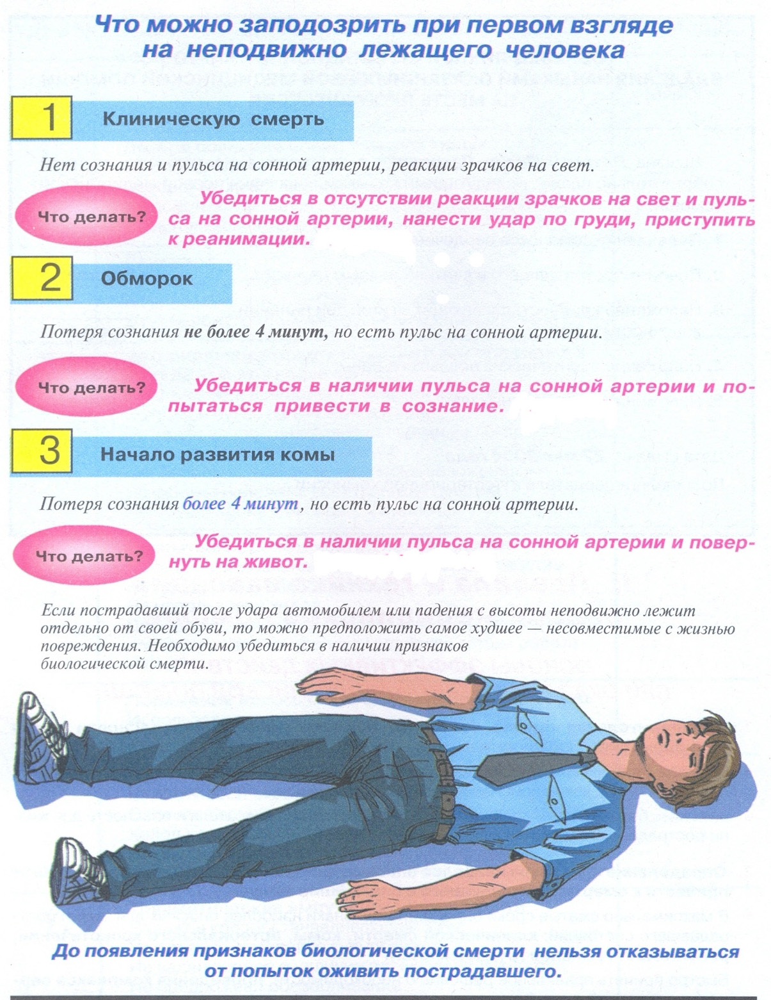 Что можно заподозрить при первом взгляде
на неподвижно лежащего человека
1
Клиническую смерть
Нет сознания и пульса на сонной артерии, реакции зрачков на свет.
Что делать?
Убедиться в отсутствии реакции зрачков на свет и пуль-
са на сонной артерии, нанести удар по груди, приступить
к реанимации.
2
Обморок
Потеря сознания не более 4 минут, но есть пульс на сонной артерии.
Что делать?
Убедиться в наличии пульса на сонной артерии и по-
пытаться привести в сознание.
3
Начало развития комы
Потеря сознания более 4 минут, но есть пульс на сонной артерии.
Что делать?
Убедиться в наличии пульса на сонной артерии и повер-
нуть на живот.
Если пострадавший после удара автомобилем или падения с высоты неподвижно лежит
отдельно от своей обуви, то можно предположить самое худшее — несовместимые с жизнью
повреждения. Необходимо убедиться в наличии признаков
биологической смерти.
До появления признаков биологической смерти нельзя отказываться
от попыток оживить пострадавшего.